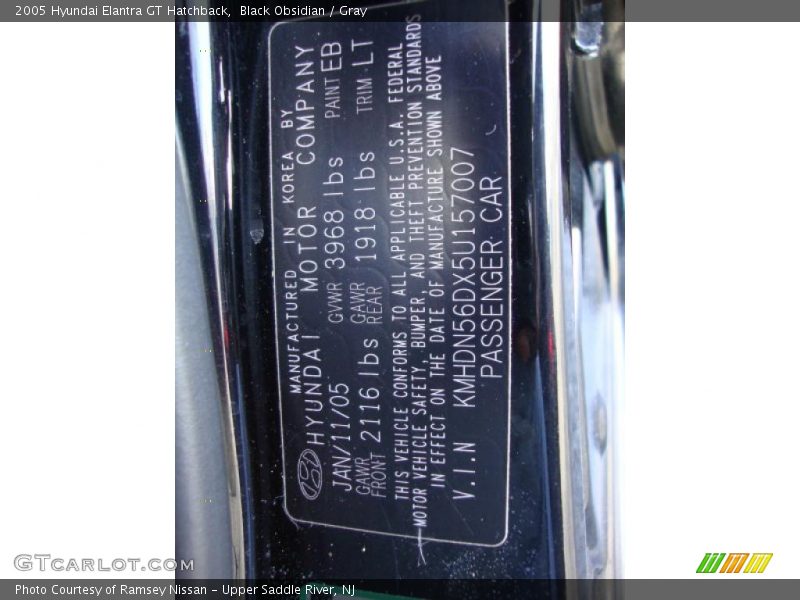 2005 Hyundai Elantra GT Hatchback,  Black Obsidian / Gray
MANUFACTURED IN KOREA BY
HYUNDAI MOTOR COMPANY
JAN/11/05 GVWR 3968 lbs PAINT EB
GAWR FRONT 2116 lbs GAWR REAR 1918 lbs TRIM LT
THIS VEHICLE CONFORMS TO ALL APPLICABLE U.S.A. FEDERAL
MOTOR VEHICLE SAFETY, BUMPER, AND THEFT PREVENTION STANDARDS
IN EFFECT ON THE DATE OF MANUFACTURE SHOWN ABOVE
V.I.N KMHDN56DX5U157007
PASSENGER CAR
GTcarlot.com
Photo Courtesy of Ramsey Nissan – Upper Saddle River, NJ